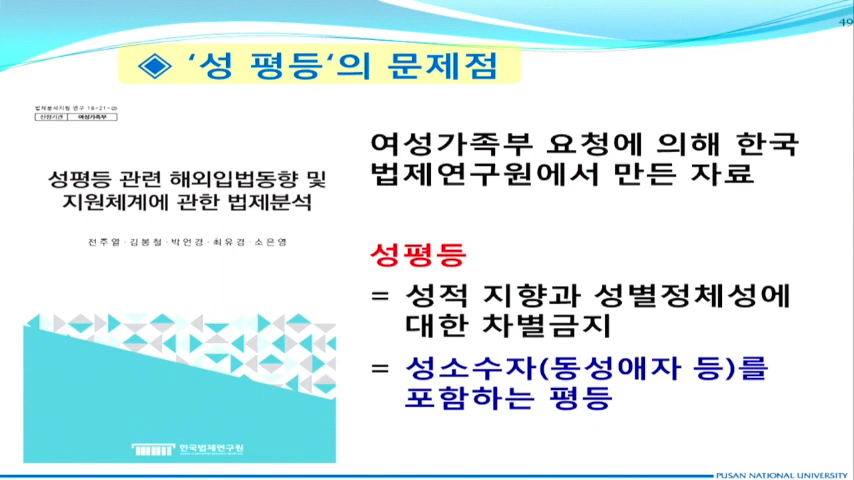 49
◈ ‘성 평등‘의 문제점
법제분석지원 연구 18-21-⑳
신청기관 여성가족부
성평등 관련 해외입법동향 및
지원체계에 관한 법제분석
전주열·김봉철·박언경·최유경·소은영
한국법제연구원
여성가족부 요청에 의해 한국
법제연구원에서 만든 자료
성평등
= 성적 지향과 성별정체성에
대한 차별금지
= 성소수자(동성애자 등)를
포함하는 평등
PUSAN NATIONAL UNIVERSITY